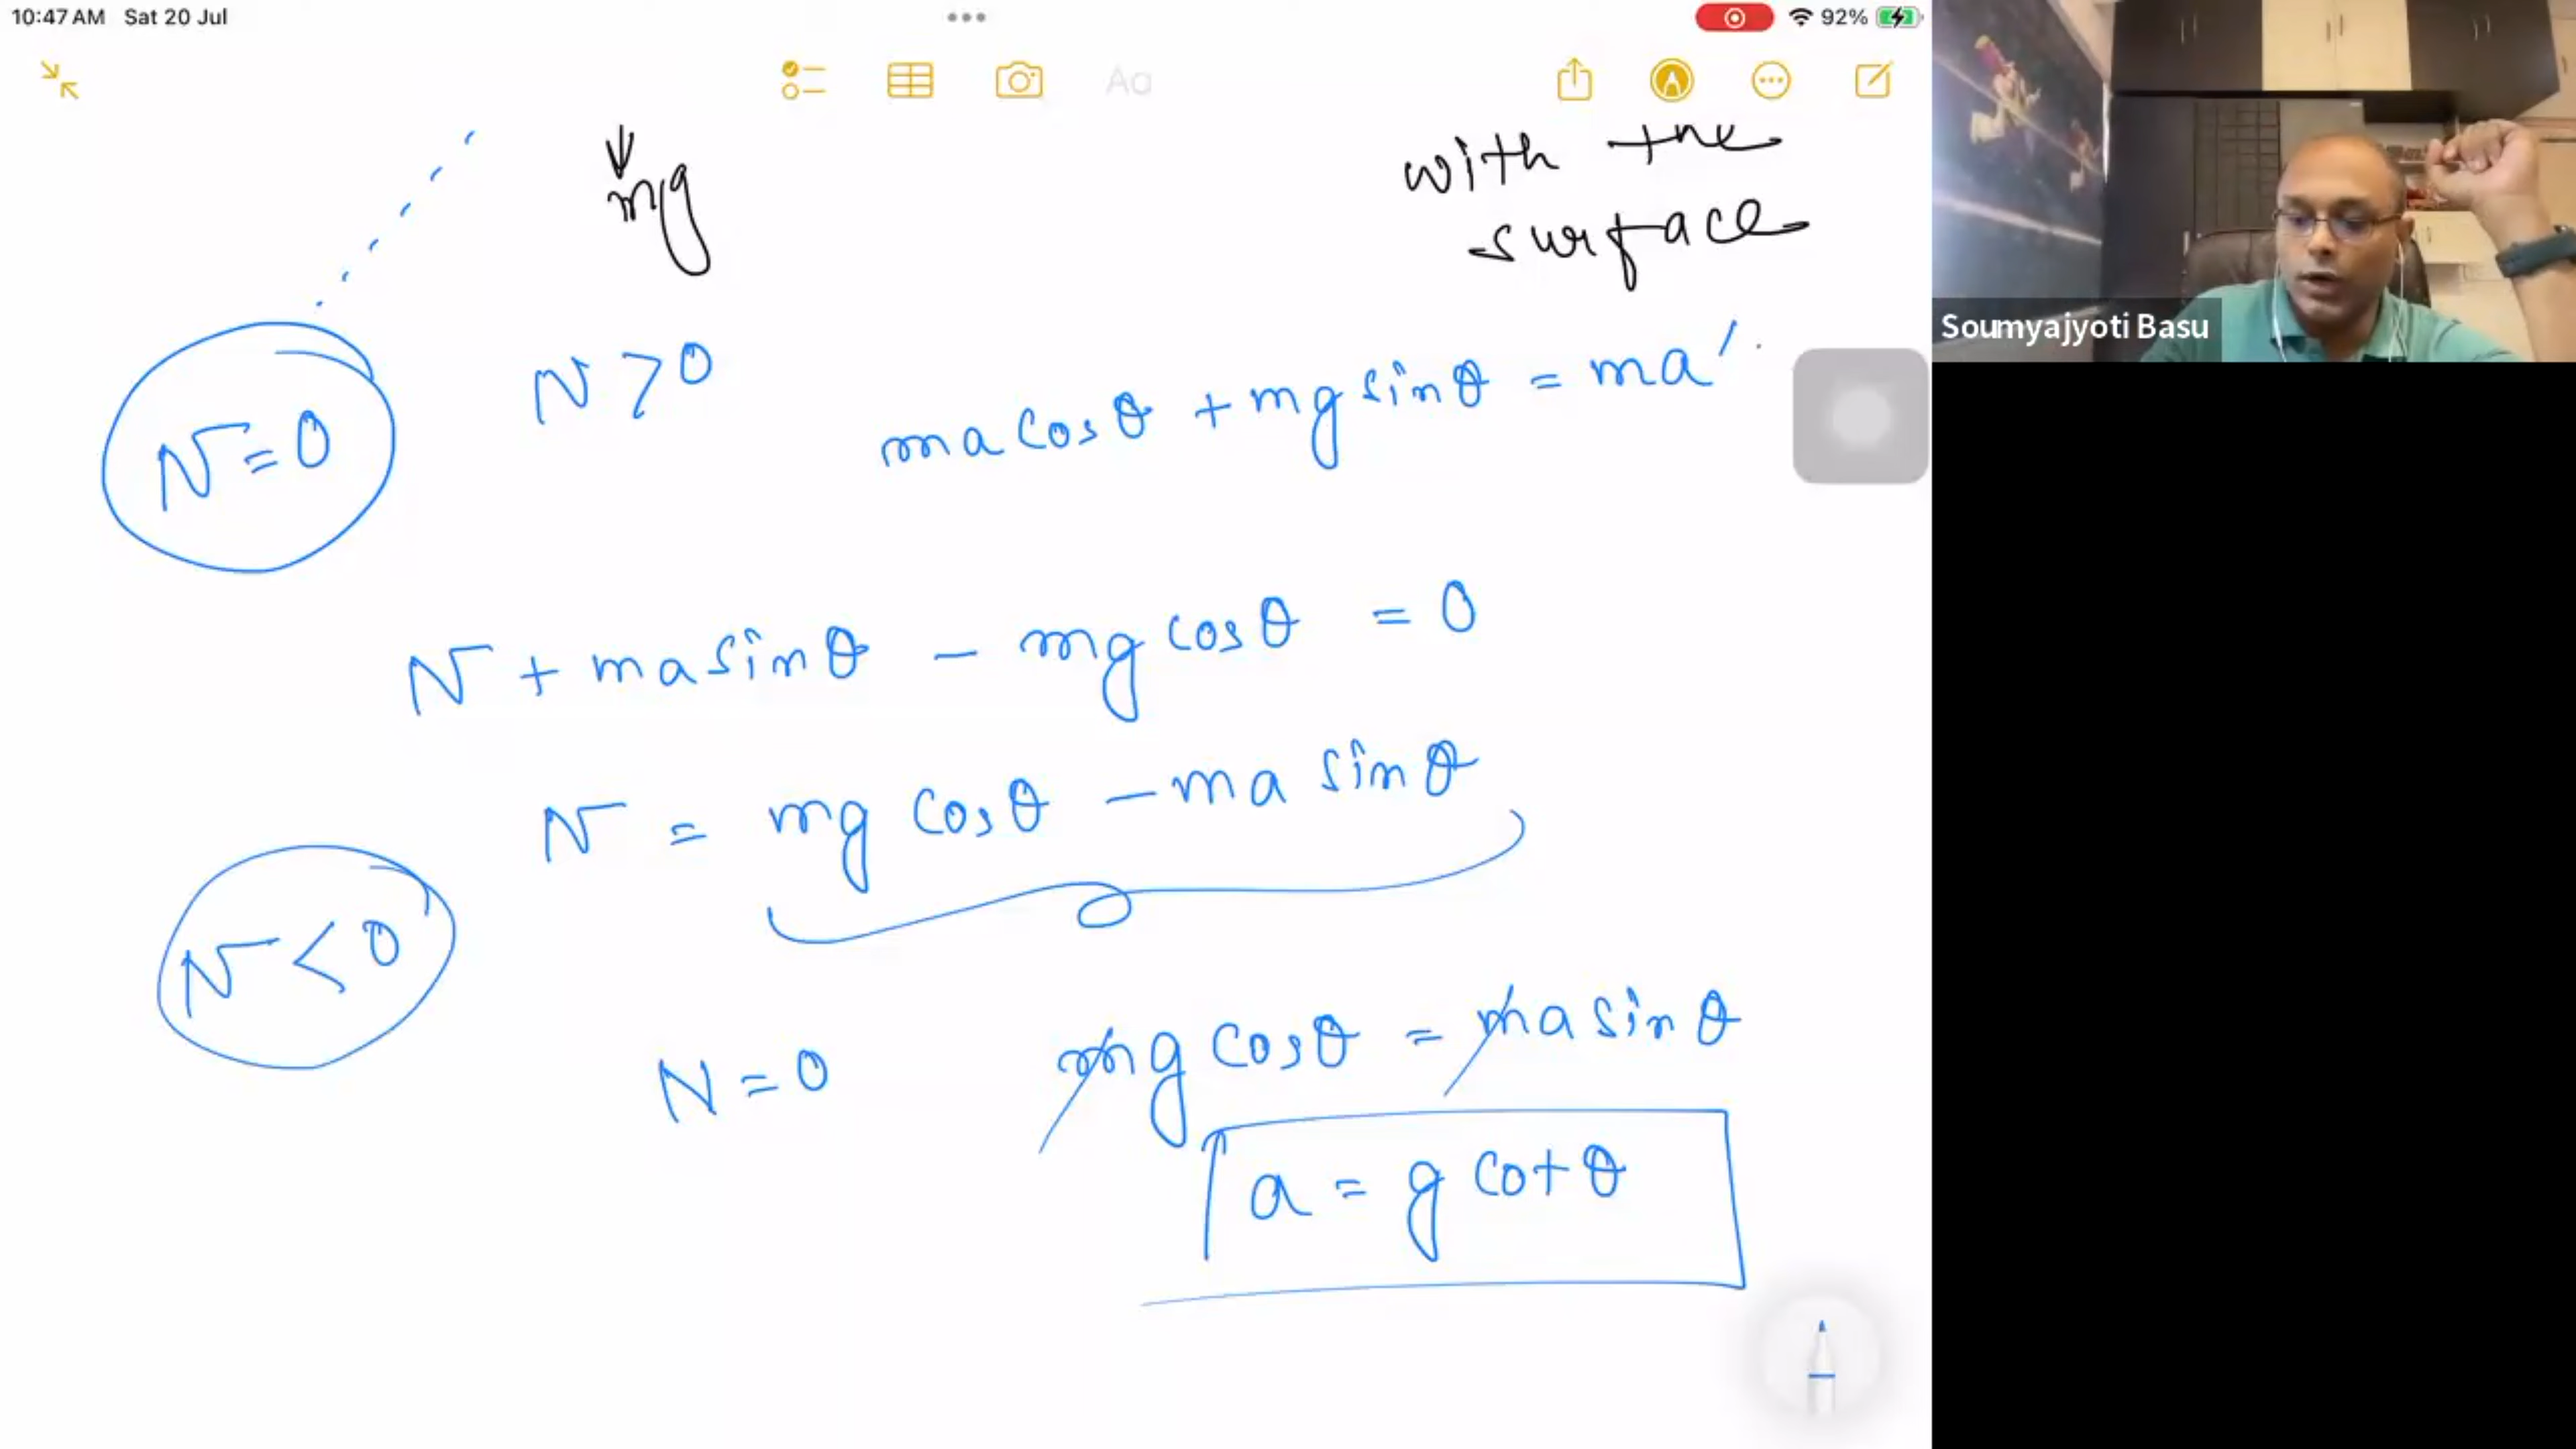 10:47 AM Sat 20 Jul
92%
Aa
mg
with the
surface
Soumyajyoti Basu
N = 0
N > 0
ma cos θ + mg sin θ = ma'
N + ma sin θ - mg cos θ = 0
N = mg cos θ - ma sin θ
N < 0
N = 0 mg cos θ = ma sin θ
a = g cot θ